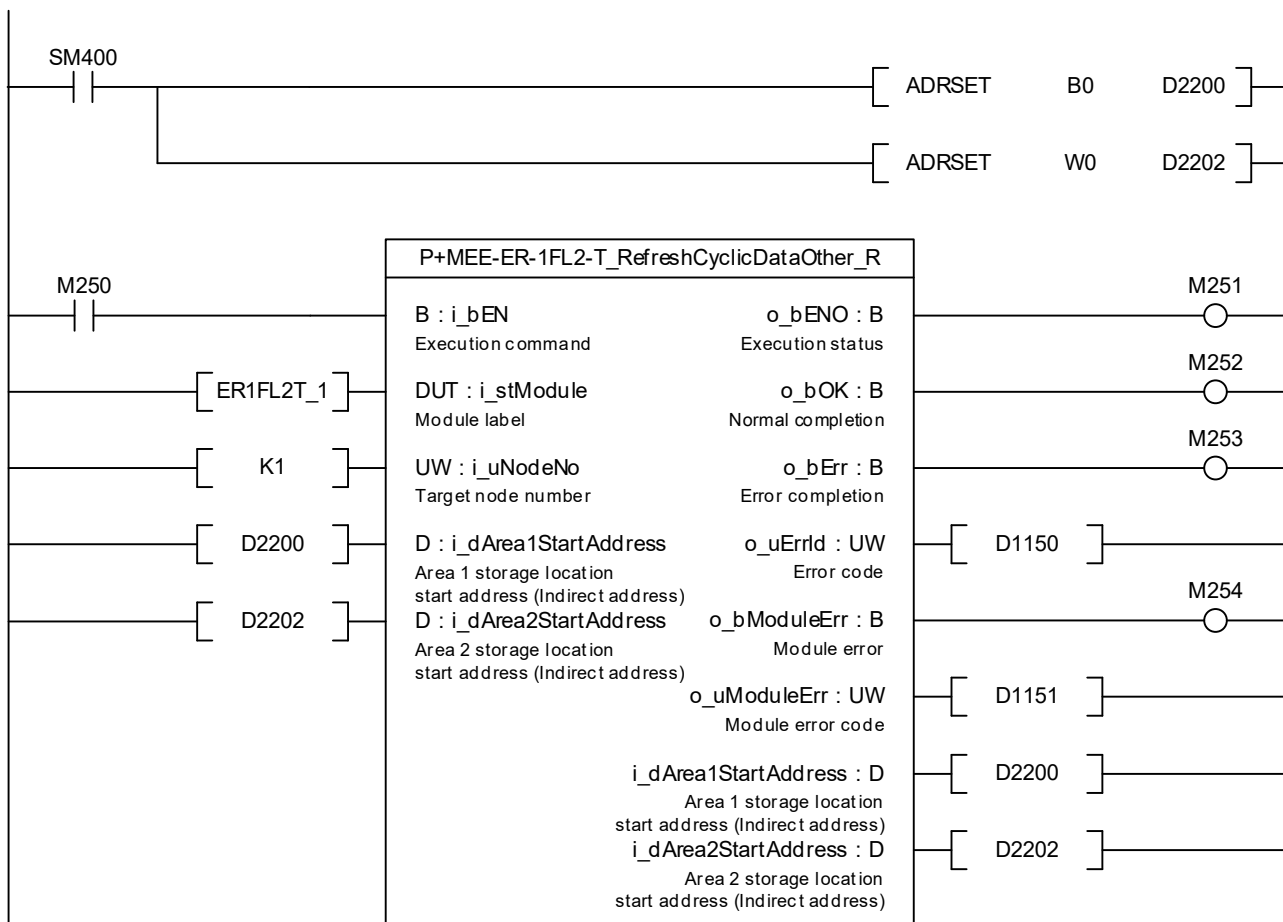 SM400
ADRSET B0 D2200
ADRSET W0 D2202
P+MEE-ER-1FL2-T_RefreshCyclicDataOther_R
M250
M251
B : i_bEN
o_bENO : B
Execution command
Execution status
M252
ER1FL2T_1
DUT : i_stModule
o_bOK : B
Module label
Normal completion
M253
K1
UW : i_uNodeNo
o_bErr : B
Target node number
Error completion
D2200
D : i_dArea1StartAddress
o_uErrId : UW
D1150
Area 1 storage location
start address (Indirect address)
Error code
M254
D2202
D : i_dArea2StartAddress
o_bModuleErr : B
Area 2 storage location
start address (Indirect address)
Module error
o_uModuleErr : UW
D1151
Module error code
i_dArea1StartAddress : D
D2200
Area 1 storage location
start address (Indirect address)
i_dArea2StartAddress : D
D2202
Area 2 storage location
start address (Indirect address)